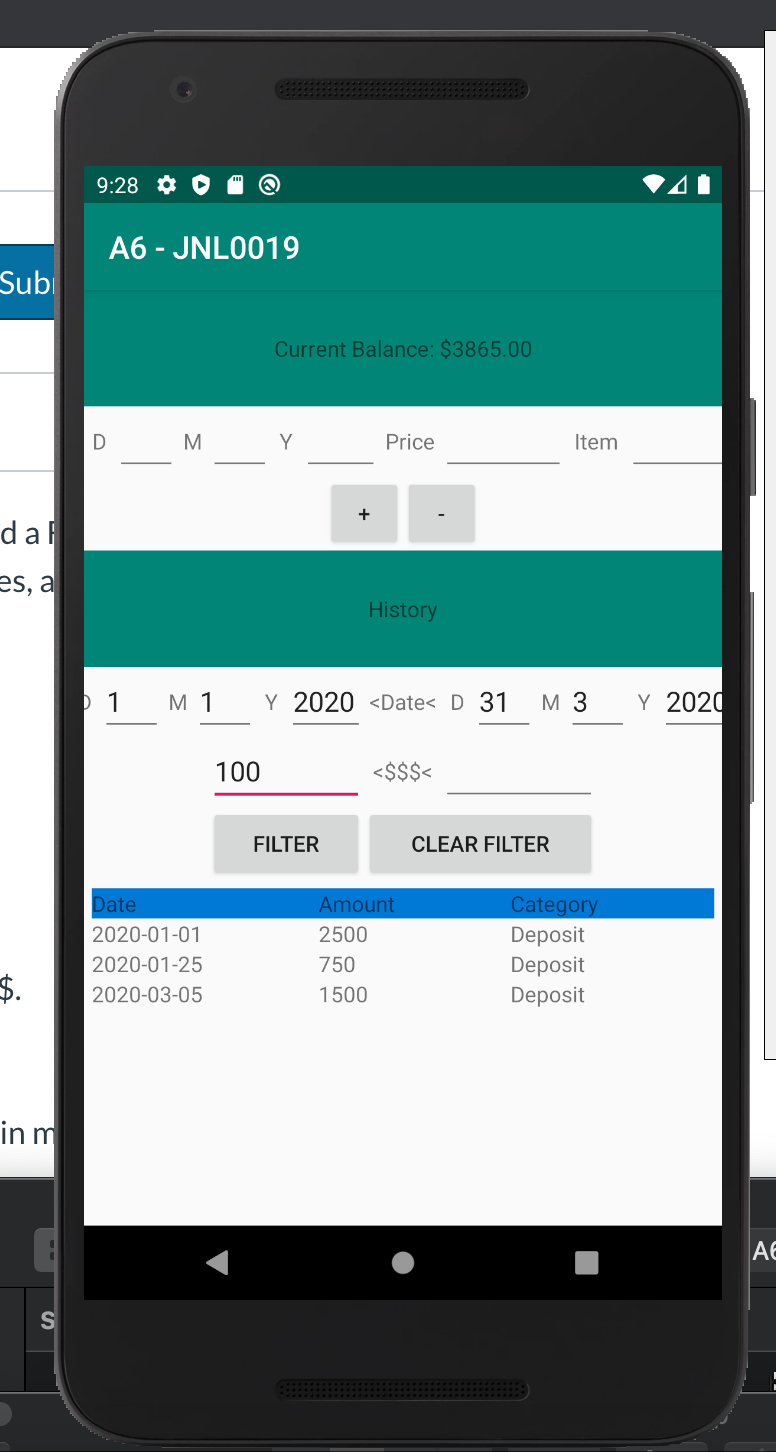 9:28
A6 - JNL0019
Subm
Current Balance: $3865.00
D M Y Price Item
+ -
d a
es, a
History
D 1 M 1 Y 2020 <Date< D 31 M 3 Y 2020
100 <$$$<
FILTER CLEAR FILTER
Date Amount Category
2020-01-01 2500 Deposit
2020-01-25 750 Deposit
2020-03-05 1500 Deposit
$.
in m
A6
S